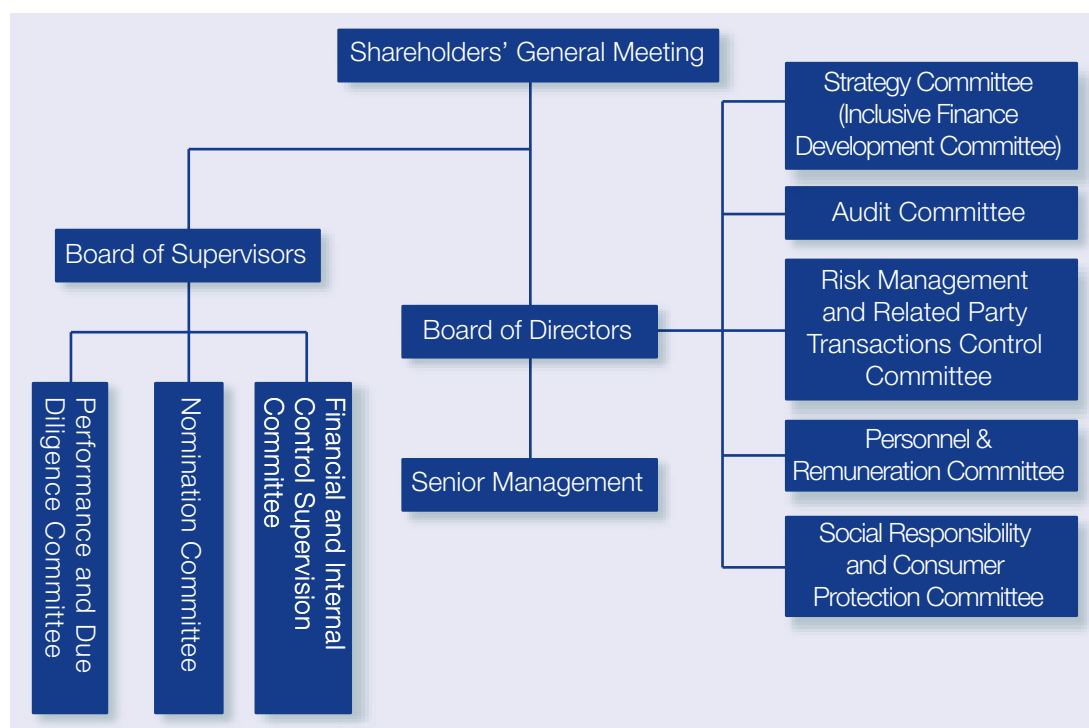 Shareholders’ General Meeting
Strategy Committee
(Inclusive Finance
Development Committee)
Audit Committee
Board of Supervisors
Risk Management
and Related Party
Transactions Control
Committee
Board of Directors
Performance and Due
Diligence Committee
Nomination Committee
Financial and Internal
Control Supervision
Committee
Senior Management
Personnel &
Remuneration Committee
Social Responsibility
and Consumer
Protection Committee